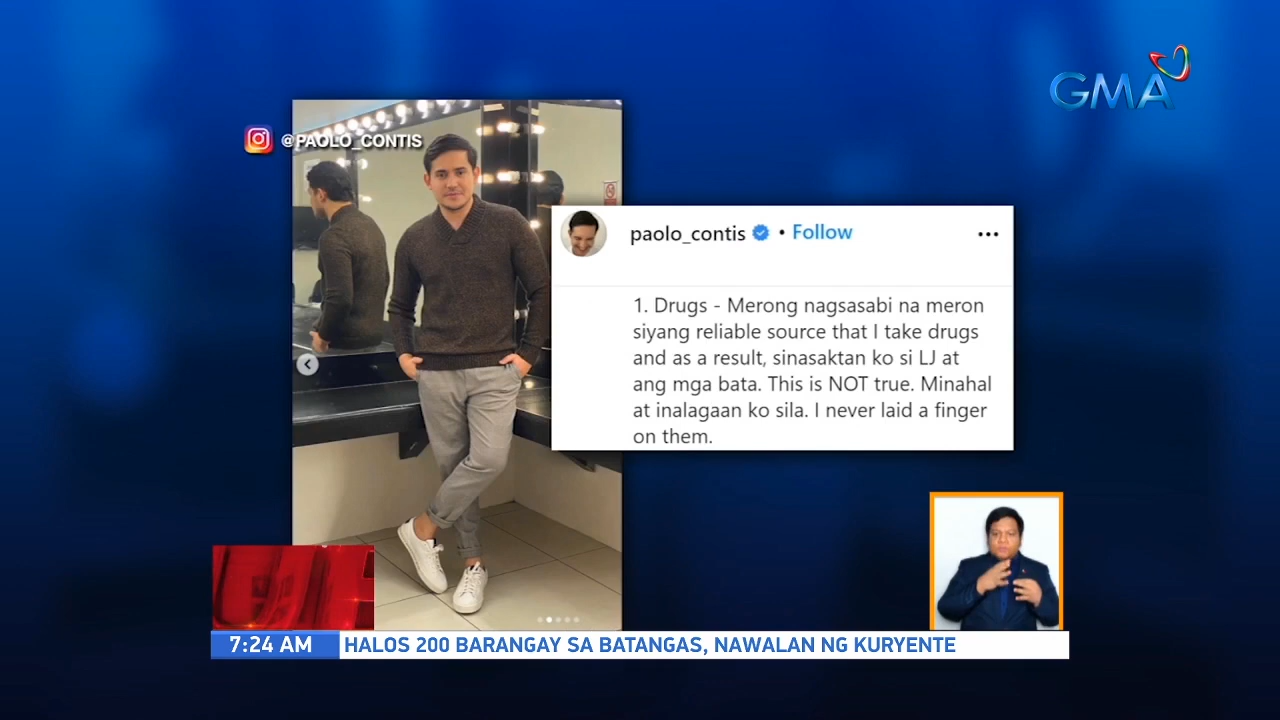 GMA
@PAOLO_CONTIS
paolo_contis • Follow
1. Drugs - Merong nagsasabi na meron
siyang reliable source that I take drugs
and as a result, sinasaktan ko si LJ at
ang mga bata. This is NOT true. Minahal
at inalagaan ko sila. I never laid a finger
on them.
7:24 AM HALOS 200 BARANGAY SA BATANGAS, NAWALAN NG KURYENTE